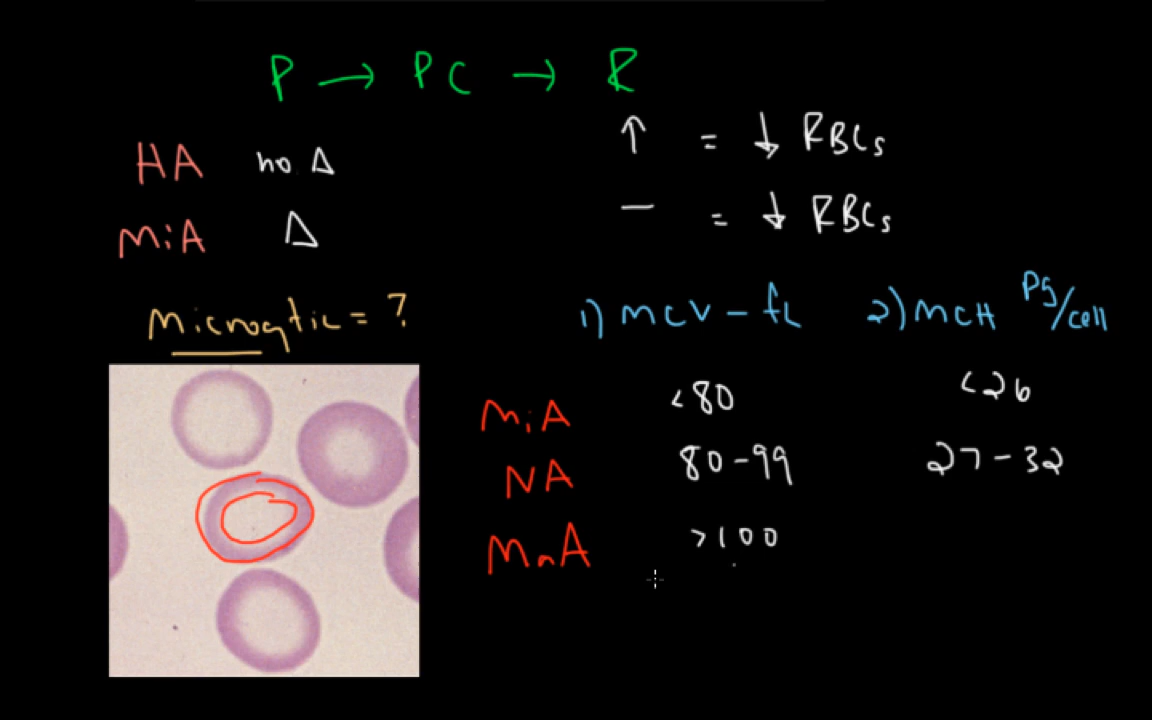 P → PC → R
↑ = ↓ RBCs
HA no Δ
— = ↓ RBCs
MiA Δ
Microcytic = ?
1) MCV - fL 2) MCH pg/cell
MiA <80 <26
NA 80-99 27-32
MaA >100